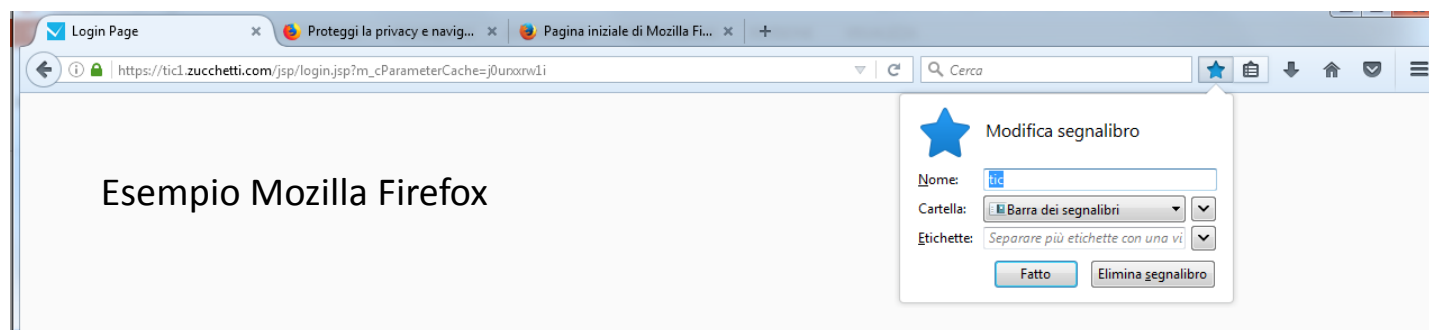 Login Page
Proteggi la privacy e navig...
Pagina iniziale di Mozilla Fi...
https://tic1.zucchetti.com/jsp/login.jsp?m_cParameterCache=j0unxxrw1i
Cerca
Modifica segnalibro
Esempio Mozilla Firefox
Nome: tic
Cartella: Barra dei segnalibri
Etichette: Separare più etichette con una vi
Fatto Elimina segnalibro